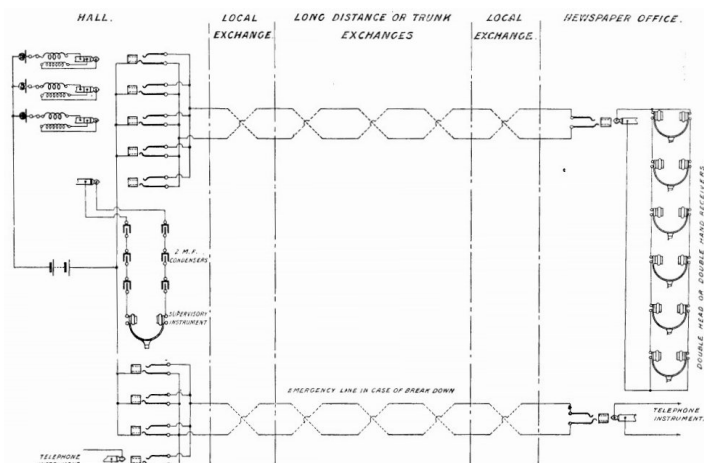 HALL.
LOCAL
EXCHANGE
LONG DISTANCE OR TRUNK
EXCHANGES
LOCAL
EXCHANGE.
NEWSPAPER OFFICE.
2 M.F.
CONDENSERS
SUPERVISORY
INSTRUMENT
DOUBLE HEAD OR DOUBLE HAND RECEIVERS
EMERGENCY LINE IN CASE OF BREAK DOWN
TELEPHONE
INSTRUMENT.
TELEPHONE